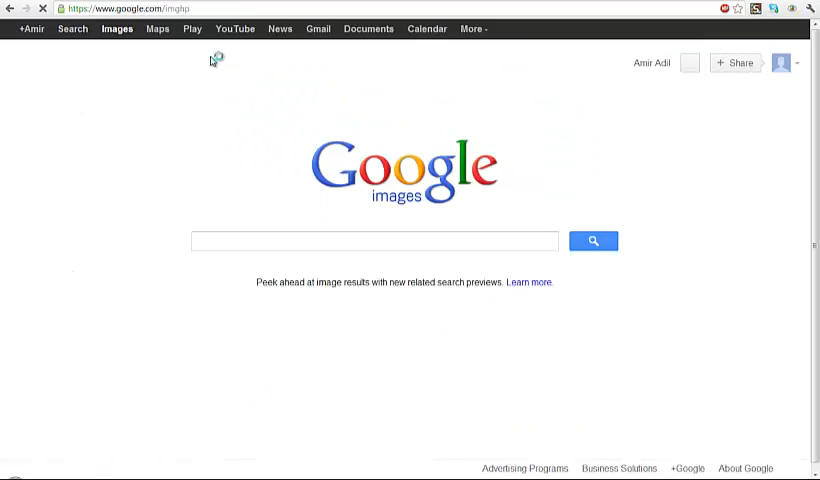 https://www.google.com/imghp
+Amir Search Images Maps Play YouTube News Gmail Documents Calendar More
Amir Adil + Share
Google
images
Peek ahead at image results with new related search previews. Learn more.
Advertising Programs Business Solutions +Google About Google